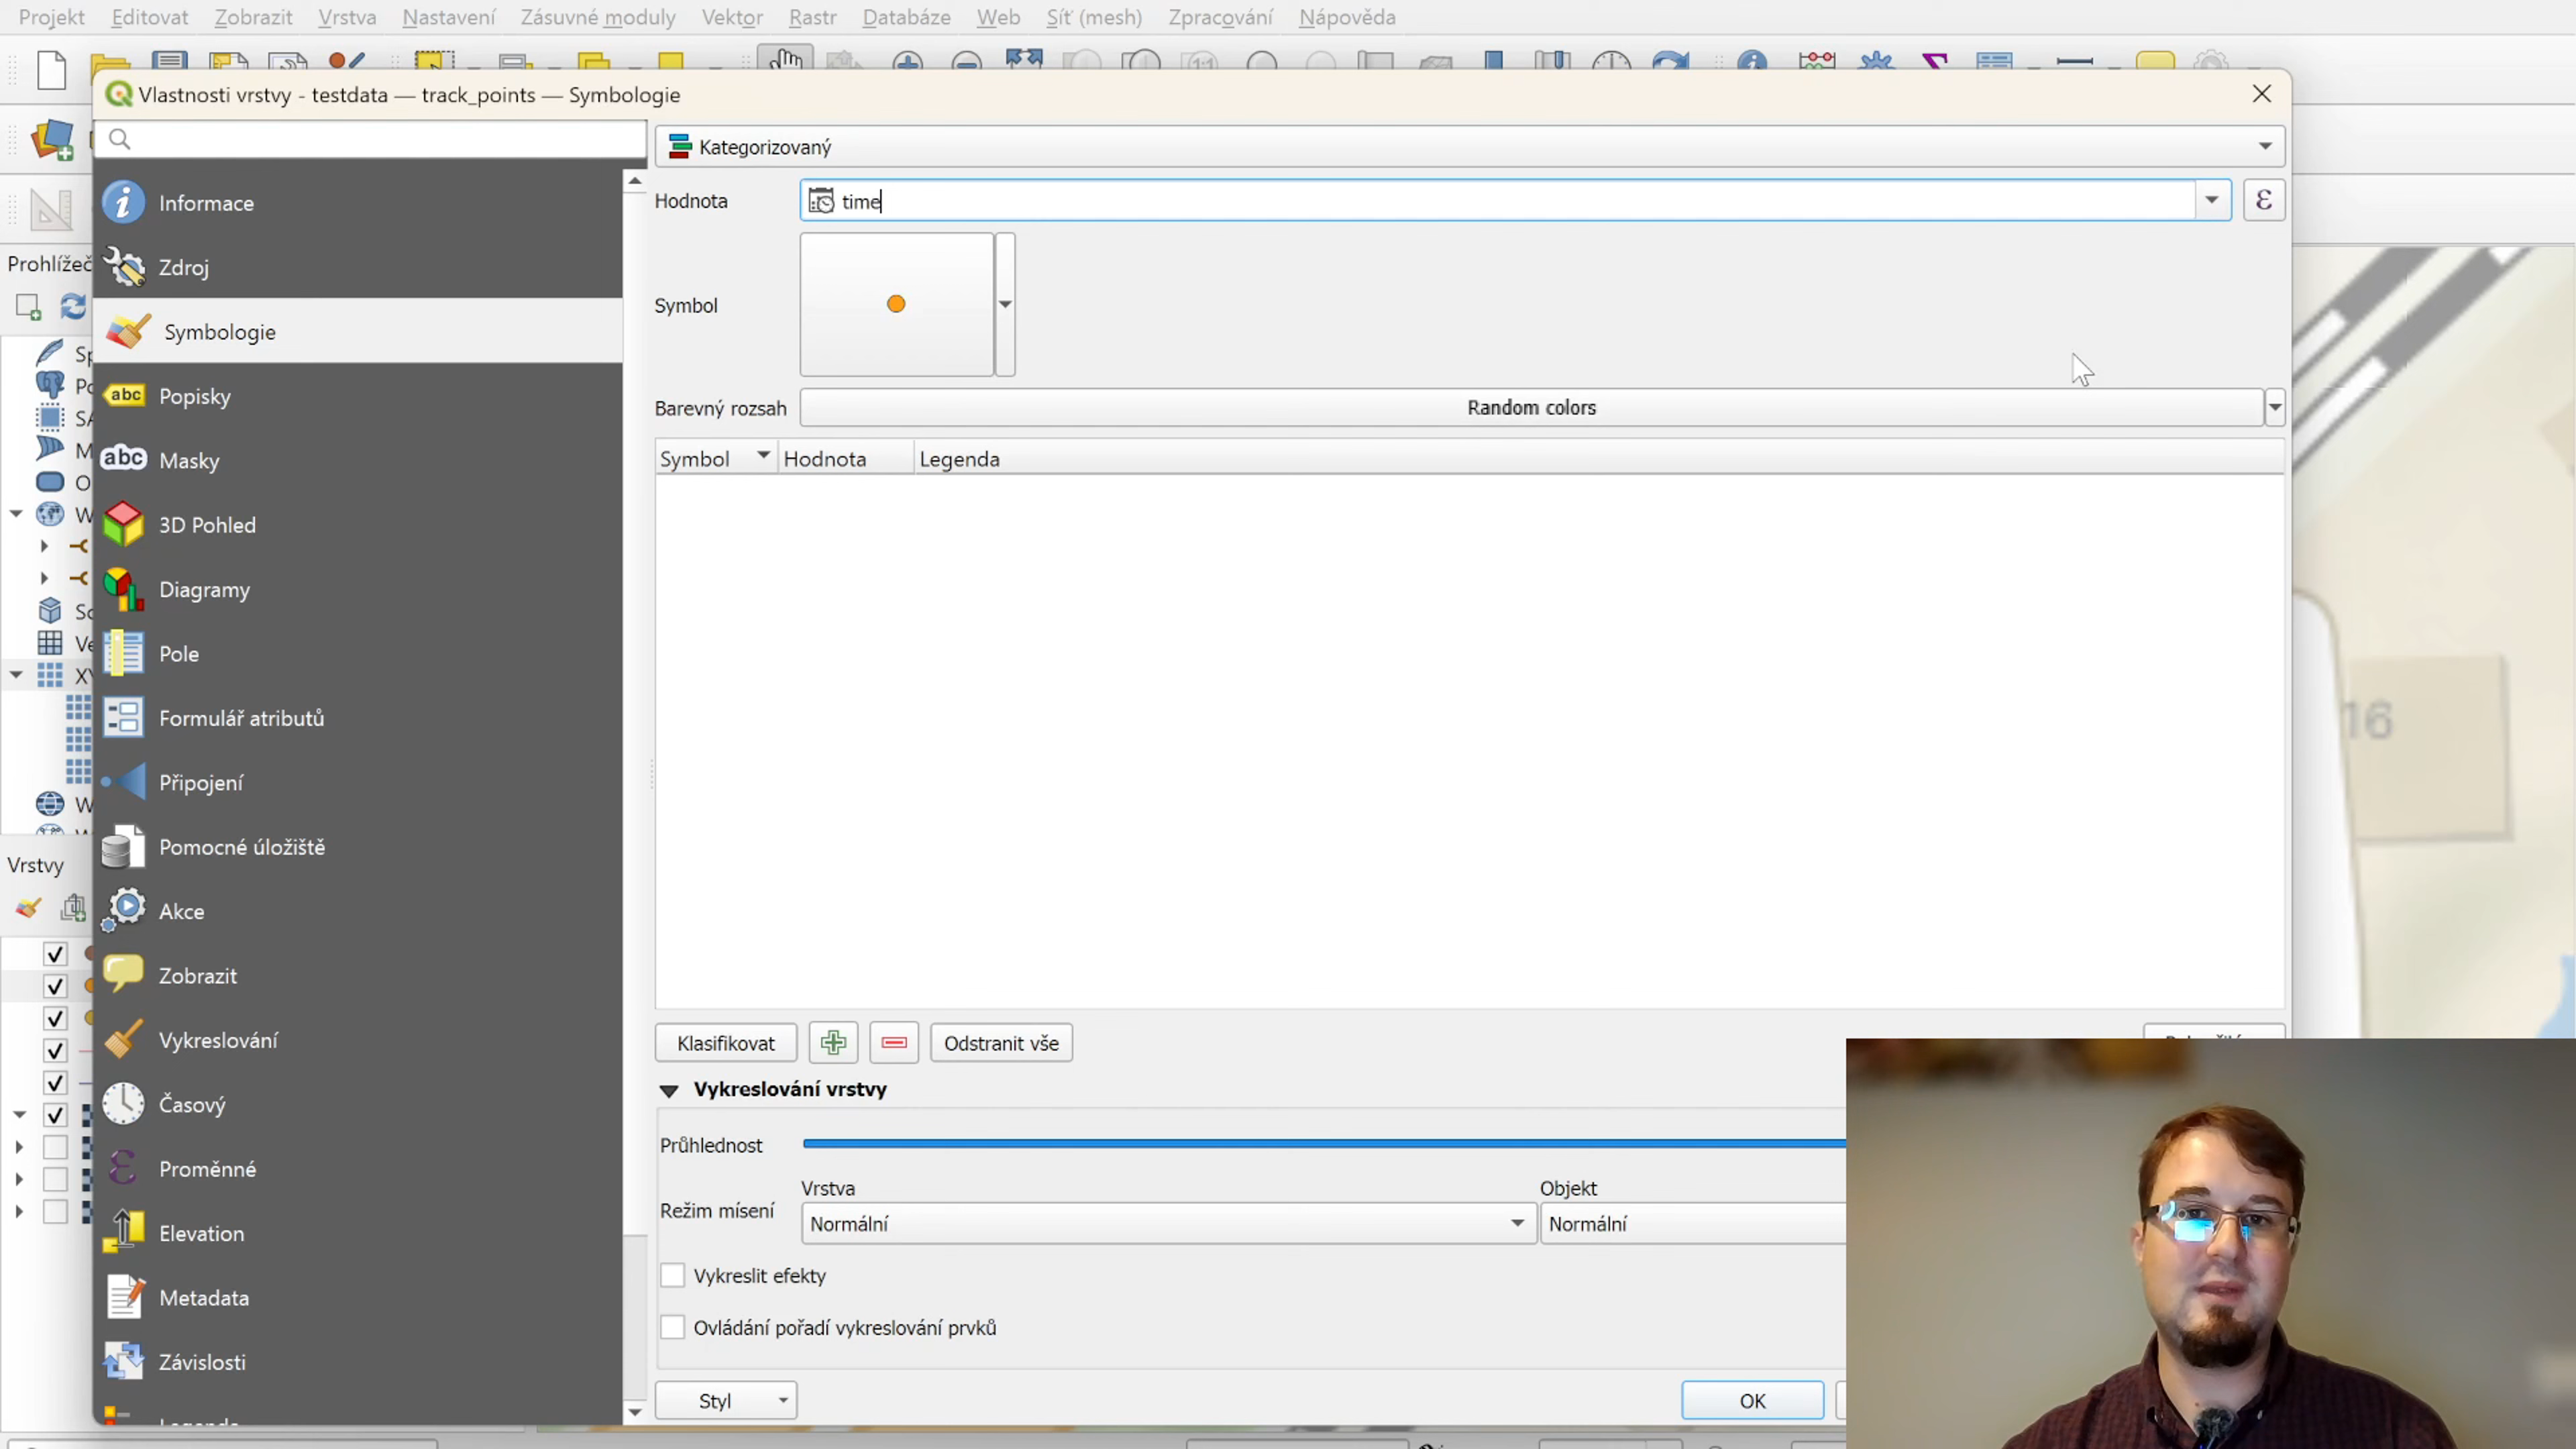 Projekt Editovat Zobrazit Vrstva Nastavení Zásuvné moduly Vektor Rastr Databáze Web Síť (mesh) Zpracování Nápověda
Vlastnosti vrstvy - testdata — track_points — Symbologie
Kategorizovaný
Informace
Hodnota
time
ε
Zdroj
Symbol
Symbologie
abc Popisky
Barevný rozsah
Random colors
abc Masky
Symbol
Hodnota
Legenda
3D Pohled
Diagramy
Pole
Formulář atributů
Připojení
Pomocné úložiště
Akce
Zobrazit
Vykreslování
Časový
Proměnné
Elevation
Metadata
Závislosti
Vrstvy
16
Klasifikovat
Odstranit vše
Vykreslování vrstvy
Průhlednost
Vrstva
Objekt
Režim mísení
Normální
Normální
Vykreslit efekty
Ovládání pořadí vykreslování prvků
Styl
OK